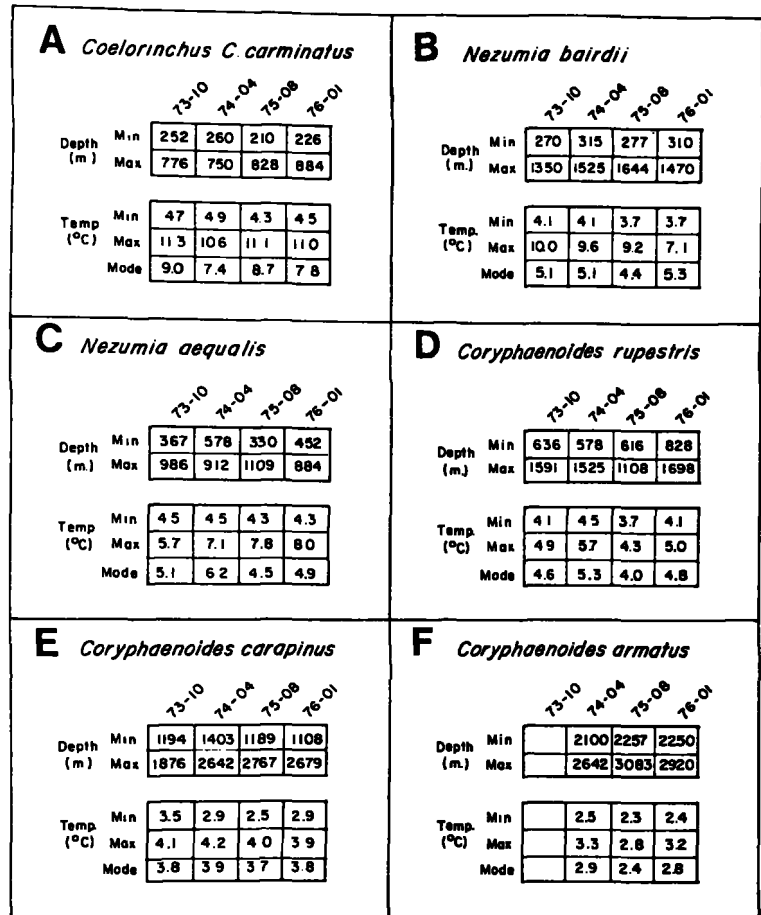 A Coelorinchus C. carminatus
73-10 74-04 75-08 76-01
Depth (m) Min 252 260 210 226
Max 776 750 828 884
Temp (°C) Min 4 7 4 9 4.3 4 5
Max 11 3 10 6 11 1 11 0
Mode 9.0 7.4 8.7 7 8
B Nezumia bairdii
73-10 74-04 75-08 76-01
Depth (m.) Min 270 315 277 310
Max 1350 1525 1644 1470
Temp. (°C) Min 4.1 4 1 3.7 3.7
Max 10.0 9.6 9.2 7.1
Mode 5.1 5.1 4.4 5.3
C Nezumia aequalis
73-10 74-04 75-08 76-01
Depth (m.) Min 367 578 330 452
Max 986 912 1109 884
Temp (°C) Min 4 5 4 5 4 3 4.3
Max 5.7 7.1 7.8 8 0
Mode 5.1 6 2 4.5 4.9
D Coryphaenoides rupestris
73-10 74-04 75-08 76-01
Depth (m.) Min 636 578 616 828
Max 1591 1525 1108 1698
Temp. (°C) Min 4 1 4 5 3.7 4.1
Max 4 9 5 7 4.3 5.0
Mode 4.6 5.3 4.0 4.8
E Coryphaenoides carapinus
73-10 74-04 75-08 76-01
Depth (m) Min 1194 1403 1189 1108
Max 1876 2642 2767 2679
Temp. (°C) Min 3.5 2.9 2.5 2.9
Max 4.1 4.2 4 0 3 9
Mode 3.8 3 9 3 7 3.8
F Coryphaenoides armatus
73-10 74-04 75-08 76-01
Depth (m.) Min 2100 2257 2250
Max 2642 3083 2920
Temp. (°C) Min 2.5 2.3 2.4
Max 3.3 2.8 3.2
Mode 2.9 2.4 2.8